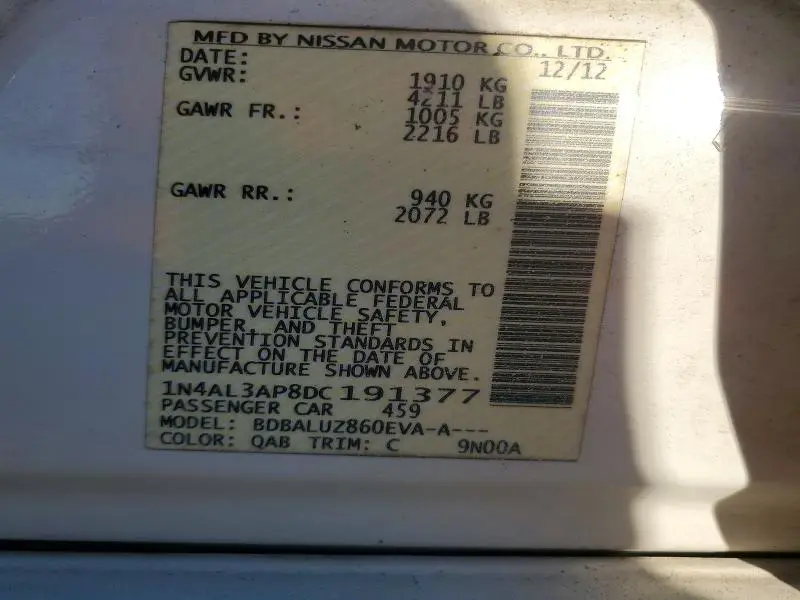 MFD BY NISSAN MOTOR CO., LTD.
DATE: 12/12
GVWR: 1910 KG
4211 LB
GAWR FR.: 1005 KG
2216 LB
GAWR RR.: 940 KG
2072 LB
THIS VEHICLE CONFORMS TO
ALL APPLICABLE FEDERAL
MOTOR VEHICLE SAFETY,
BUMPER, AND THEFT
PREVENTION STANDARDS IN
EFFECT ON THE DATE OF
MANUFACTURE SHOWN ABOVE.
1N4AL3AP8DC191377
PASSENGER CAR 459
MODEL: BDBALUZ860EVA-A---
COLOR: QAB TRIM: C 9N00A